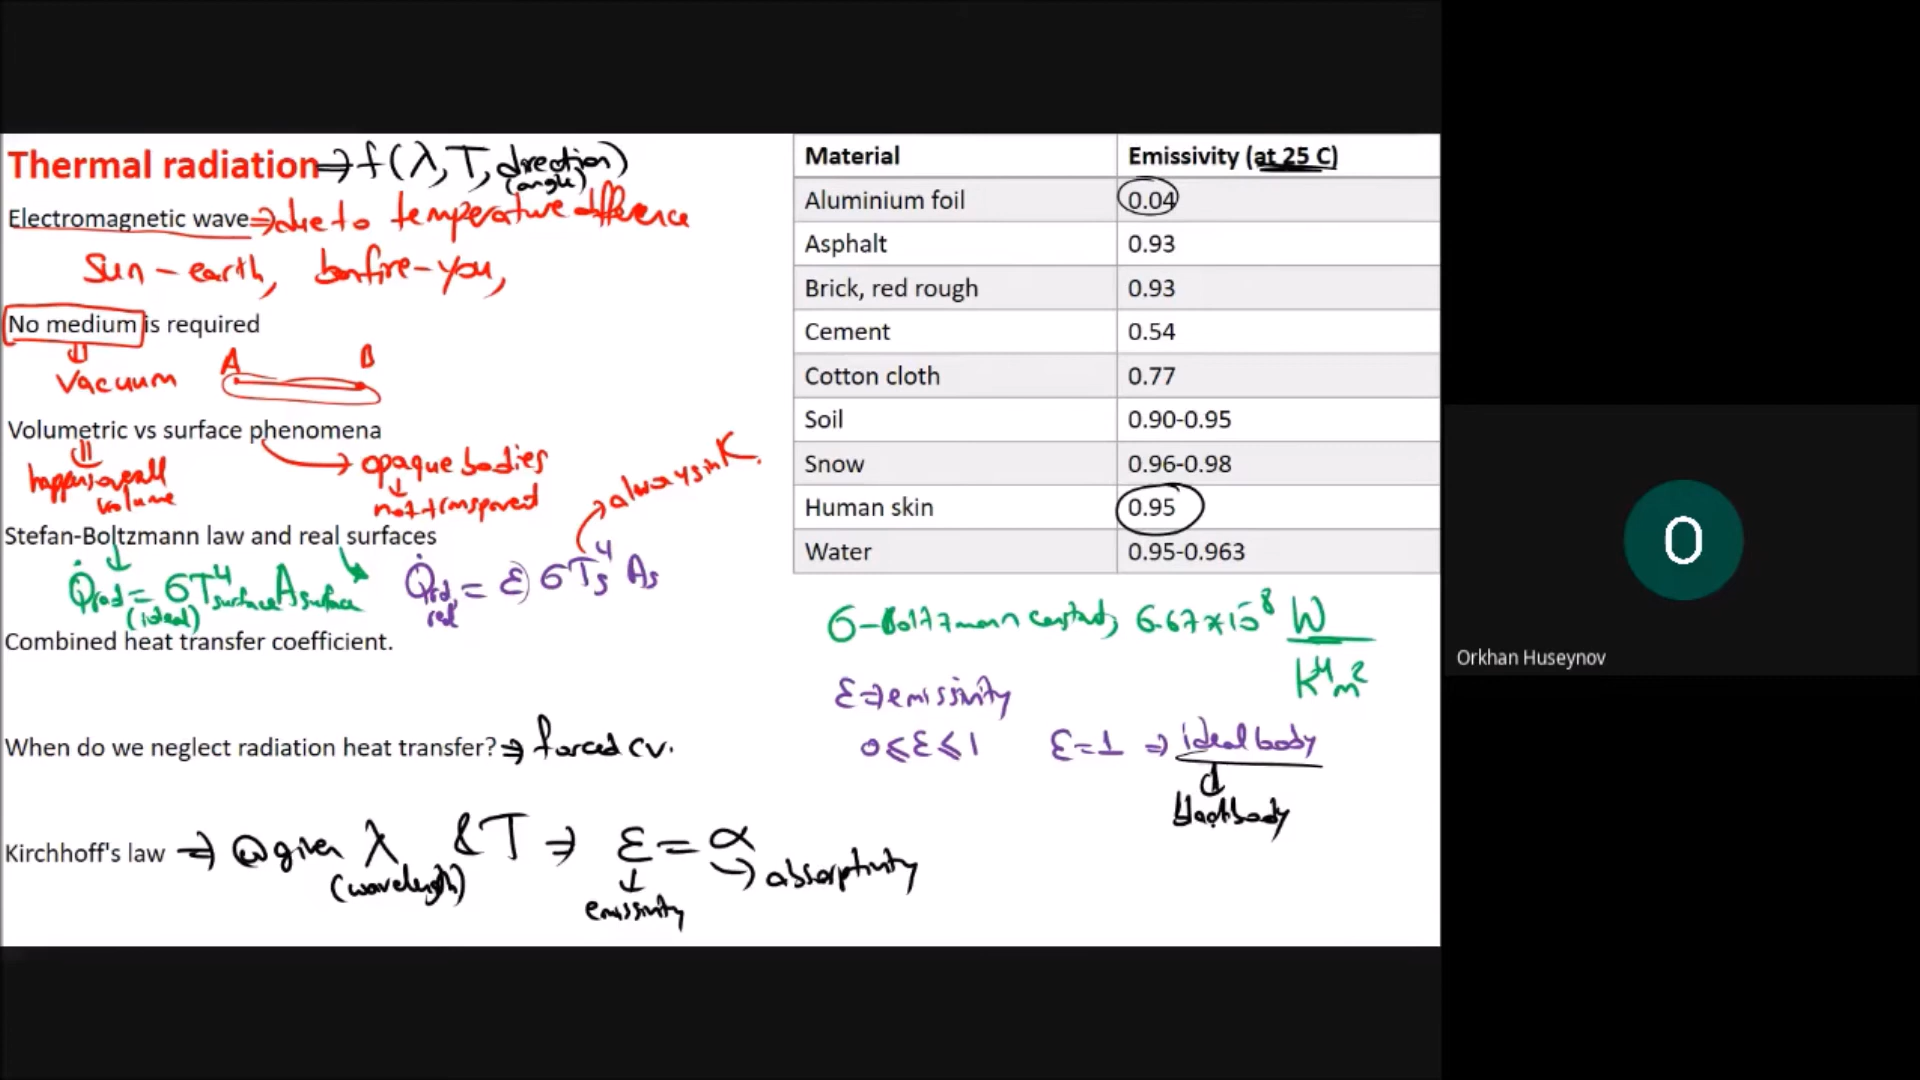 Thermal radiation ⇒ f(λ, T, direction)
(angle)
Electromagnetic wave ⇒ due to temperature difference
Sun – earth, bonfire – you,
No medium is required
Vacuum
A B
Volumetric vs surface phenomena
happens overall volume
→ opaque bodies
not transparent
always in K.
Stefan-Boltzmann law and real surfaces
Q̇rad = σT⁴surface Asurface
(ideal)
Q̇rad, real = ε σ Ts⁴ As
Combined heat transfer coefficient.
When do we neglect radiation heat transfer? ⇒ forced cv.
Kirchhoff's law ⇒ @ given λ & T ⇒ ε = α
(wavelength)
emissivity
→ absorptivity
Material Emissivity (at 25 C)
Aluminium foil 0.04
Asphalt 0.93
Brick, red rough 0.93
Cement 0.54
Cotton cloth 0.77
Soil 0.90-0.95
Snow 0.96-0.98
Human skin 0.95
Water 0.95-0.963
σ – Boltzmann constant, 6.67×10⁻⁸ W
K⁴m²
ε ⇒ emissivity
0 ≤ ε ≤ 1 ε = 1 ⇒ ideal body
blackbody
O
Orkhan Huseynov